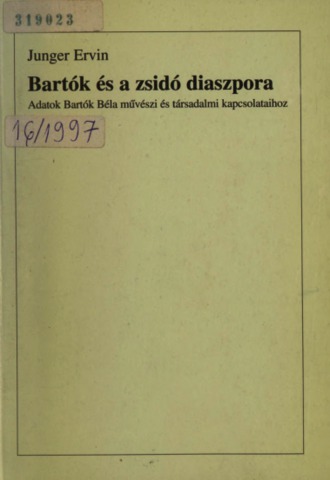 319023
Junger Ervin
Bartók és a zsidó diaszpora
Adatok Bartók Béla művészi és társadalmi kapcsolataihoz
16/1997